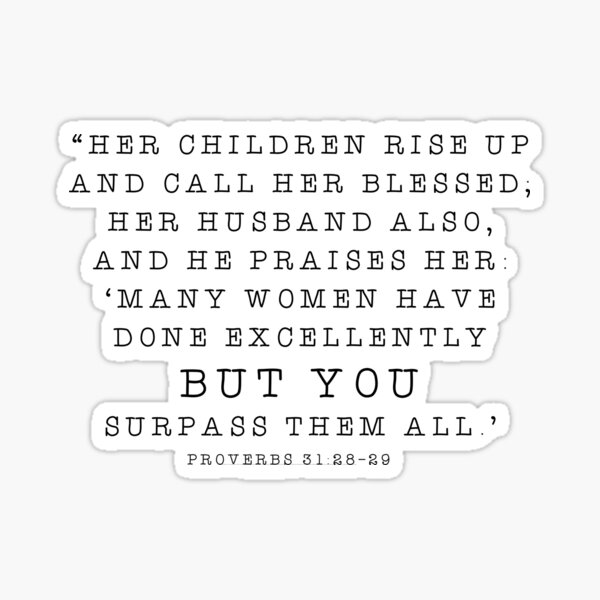 “HER CHILDREN RISE UP
AND CALL HER BLESSED;
HER HUSBAND ALSO,
AND HE PRAISES HER:
‘MANY WOMEN HAVE
DONE EXCELLENTLY
BUT YOU
SURPASS THEM ALL.’
PROVERBS 31:28-29